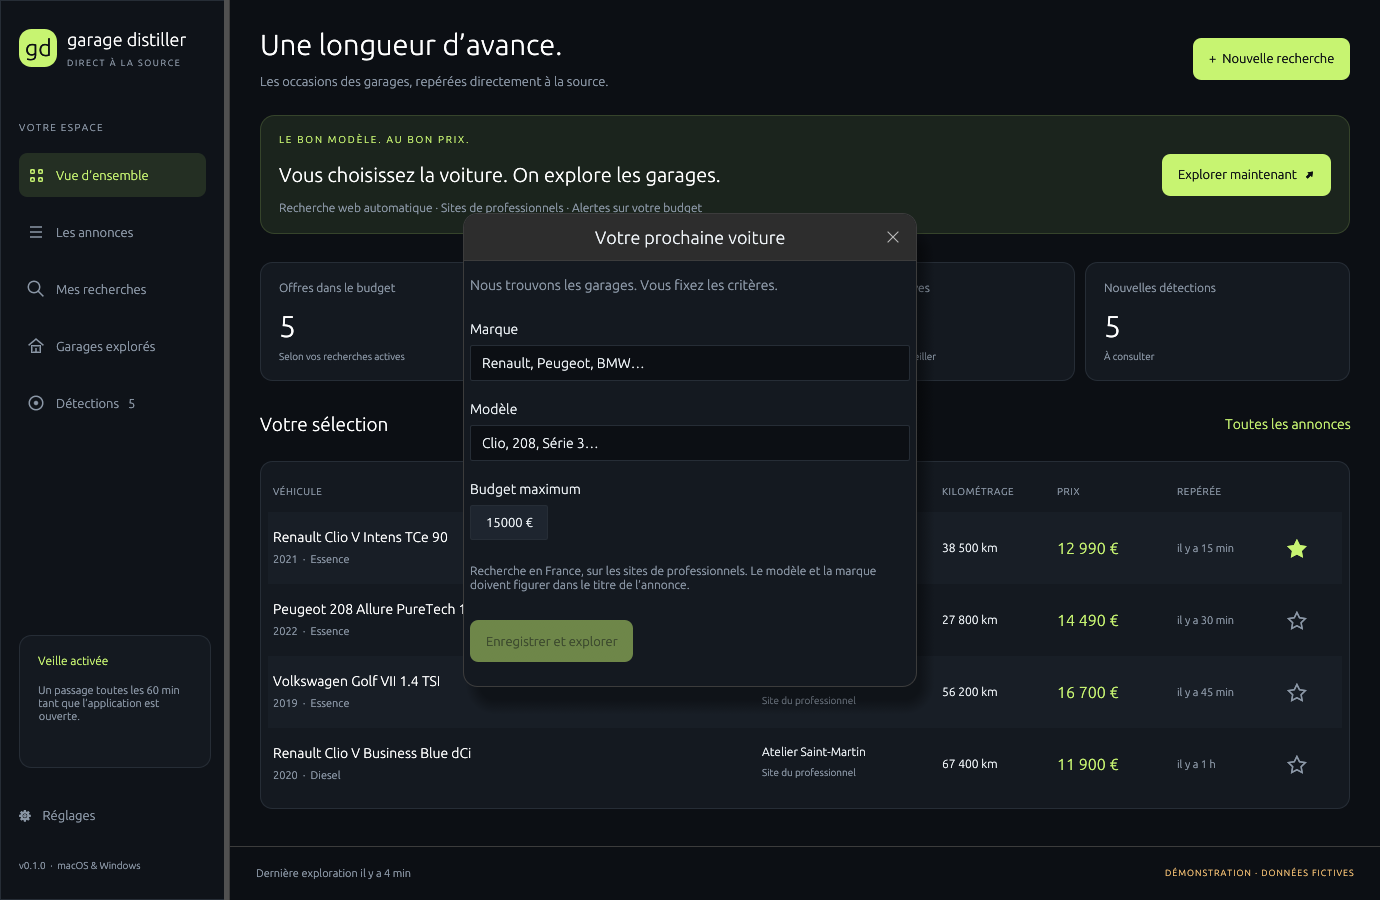 gd
garage distiller
DIRECT À LA SOURCE
VOTRE ESPACE
Vue d'ensemble
Les annonces
Mes recherches
Garages explorés
Détections 5
Veille activée
Un passage toutes les 60 min
tant que l'application est
ouverte.
Réglages
v0.1.0 · macOS & Windows
Une longueur d'avance.
Les occasions des garages, repérées directement à la source.
+ Nouvelle recherche
LE BON MODÈLE. AU BON PRIX.
Vous choisissez la voiture. On explore les garages.
Recherche web automatique · Sites de professionnels · Alertes sur votre budget
Explorer maintenant
Offres dans le budget
5
Selon vos recherches actives
Nouvelles détections
5
À consulter
Votre prochaine voiture
Nous trouvons les garages. Vous fixez les critères.
Marque
Renault, Peugeot, BMW…
Modèle
Clio, 208, Série 3…
Budget maximum
15000 €
Recherche en France, sur les sites de professionnels. Le modèle et la marque
doivent figurer dans le titre de l'annonce.
Enregistrer et explorer
Votre sélection
Toutes les annonces
VÉHICULE KILOMÉTRAGE PRIX REPÉRÉE
Renault Clio V Intens TCe 90
2021 · Essence
38 500 km 12 990 € il y a 15 min
Peugeot 208 Allure PureTech
2022 · Essence
27 800 km 14 490 € il y a 30 min
Volkswagen Golf VII 1.4 TSI
2019 · Essence
Site du professionnel
56 200 km 16 700 € il y a 45 min
Renault Clio V Business Blue dCi
2020 · Diesel
Atelier Saint-Martin
Site du professionnel
67 400 km 11 900 € il y a 1 h
Dernière exploration il y a 4 min
DÉMONSTRATION · DONNÉES FICTIVES